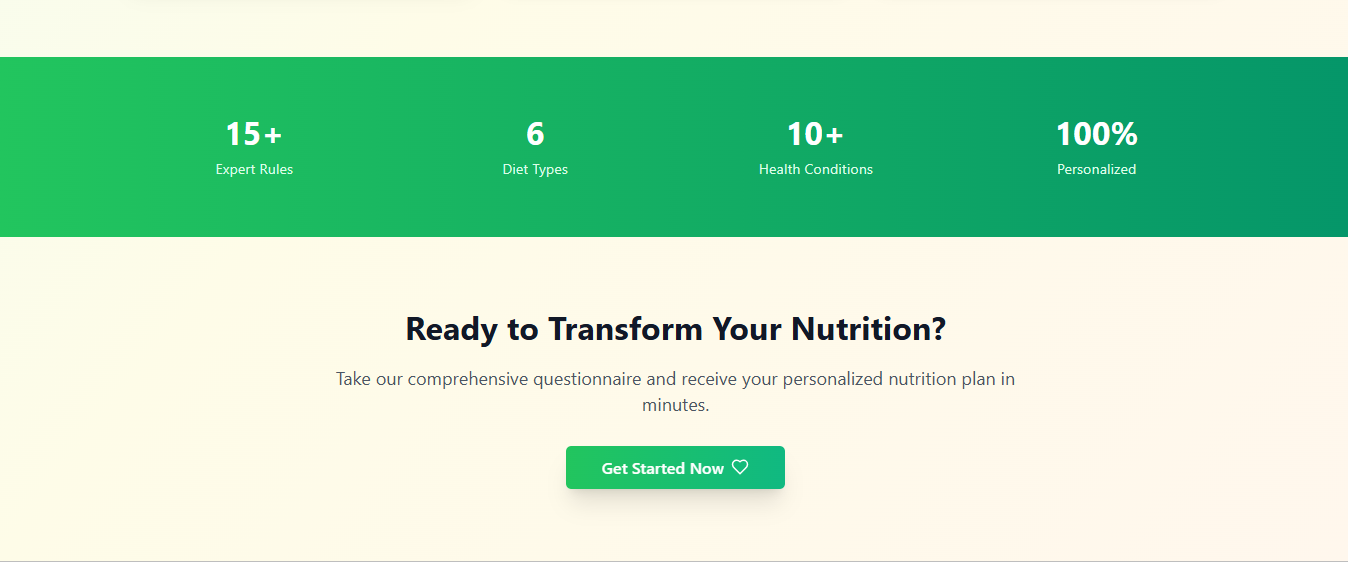 15+
6
10+
100%
Expert Rules
Diet Types
Health Conditions
Personalized
Ready to Transform Your Nutrition?
Take our comprehensive questionnaire and receive your personalized nutrition plan in
minutes.
Get Started Now